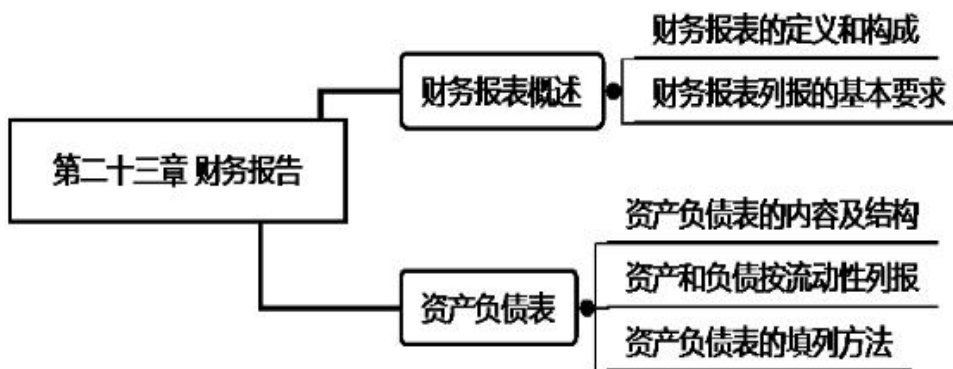 第二十三章 财务报告
财务报表概述
财务报表的定义和构成
财务报表列报的基本要求
资产负债表
资产负债表的内容及结构
资产和负债按流动性列报
资产负债表的填列方法